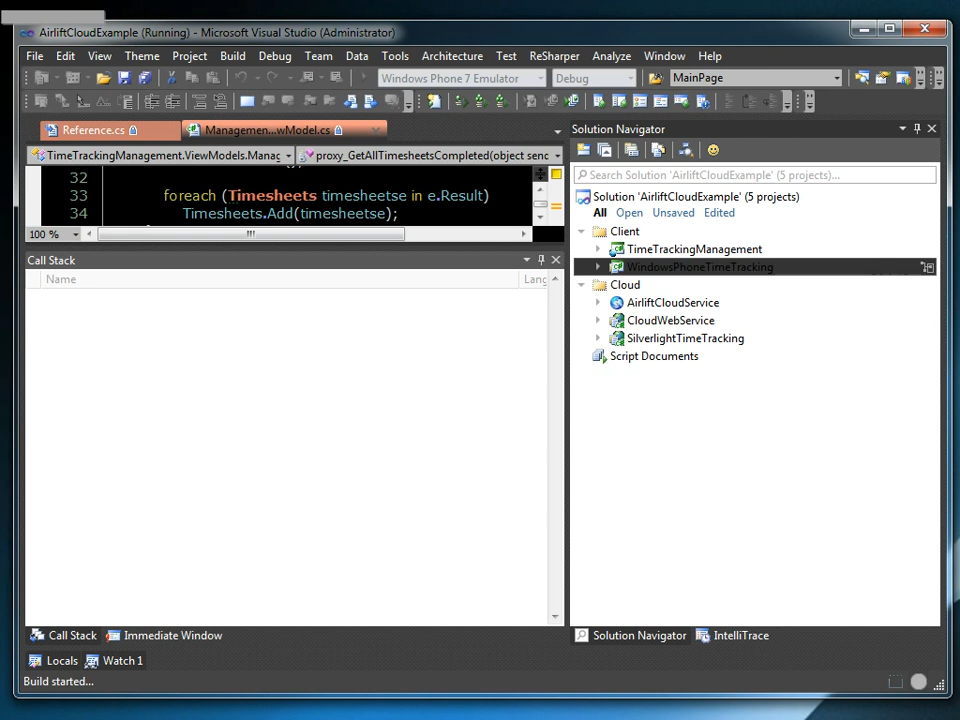 AirliftCloudExample (Running) - Microsoft Visual Studio (Administrator)
File Edit View Theme Project Build Debug Team Data Tools Architecture Test ReSharper Analyze Window Help
Windows Phone 7 Emulator Debug MainPage
Reference.cs Managemen...wModel.cs
TimeTrackingManagement.ViewModels.Manag proxy_GetAllTimesheetsCompleted(object senc
32
33 foreach (Timesheets timesheetse in e.Result)
34 Timesheets.Add(timesheetse);
100 %
Call Stack
Name Lang
Call Stack Immediate Window
Locals Watch 1
Build started...
Solution Navigator
Search Solution 'AirliftCloudExample' (5 projects)...
Solution 'AirliftCloudExample' (5 projects)
All Open Unsaved Edited
Client
TimeTrackingManagement
WindowsPhoneTimeTracking
Cloud
AirliftCloudService
CloudWebService
SilverlightTimeTracking
Script Documents
Solution Navigator IntelliTrace